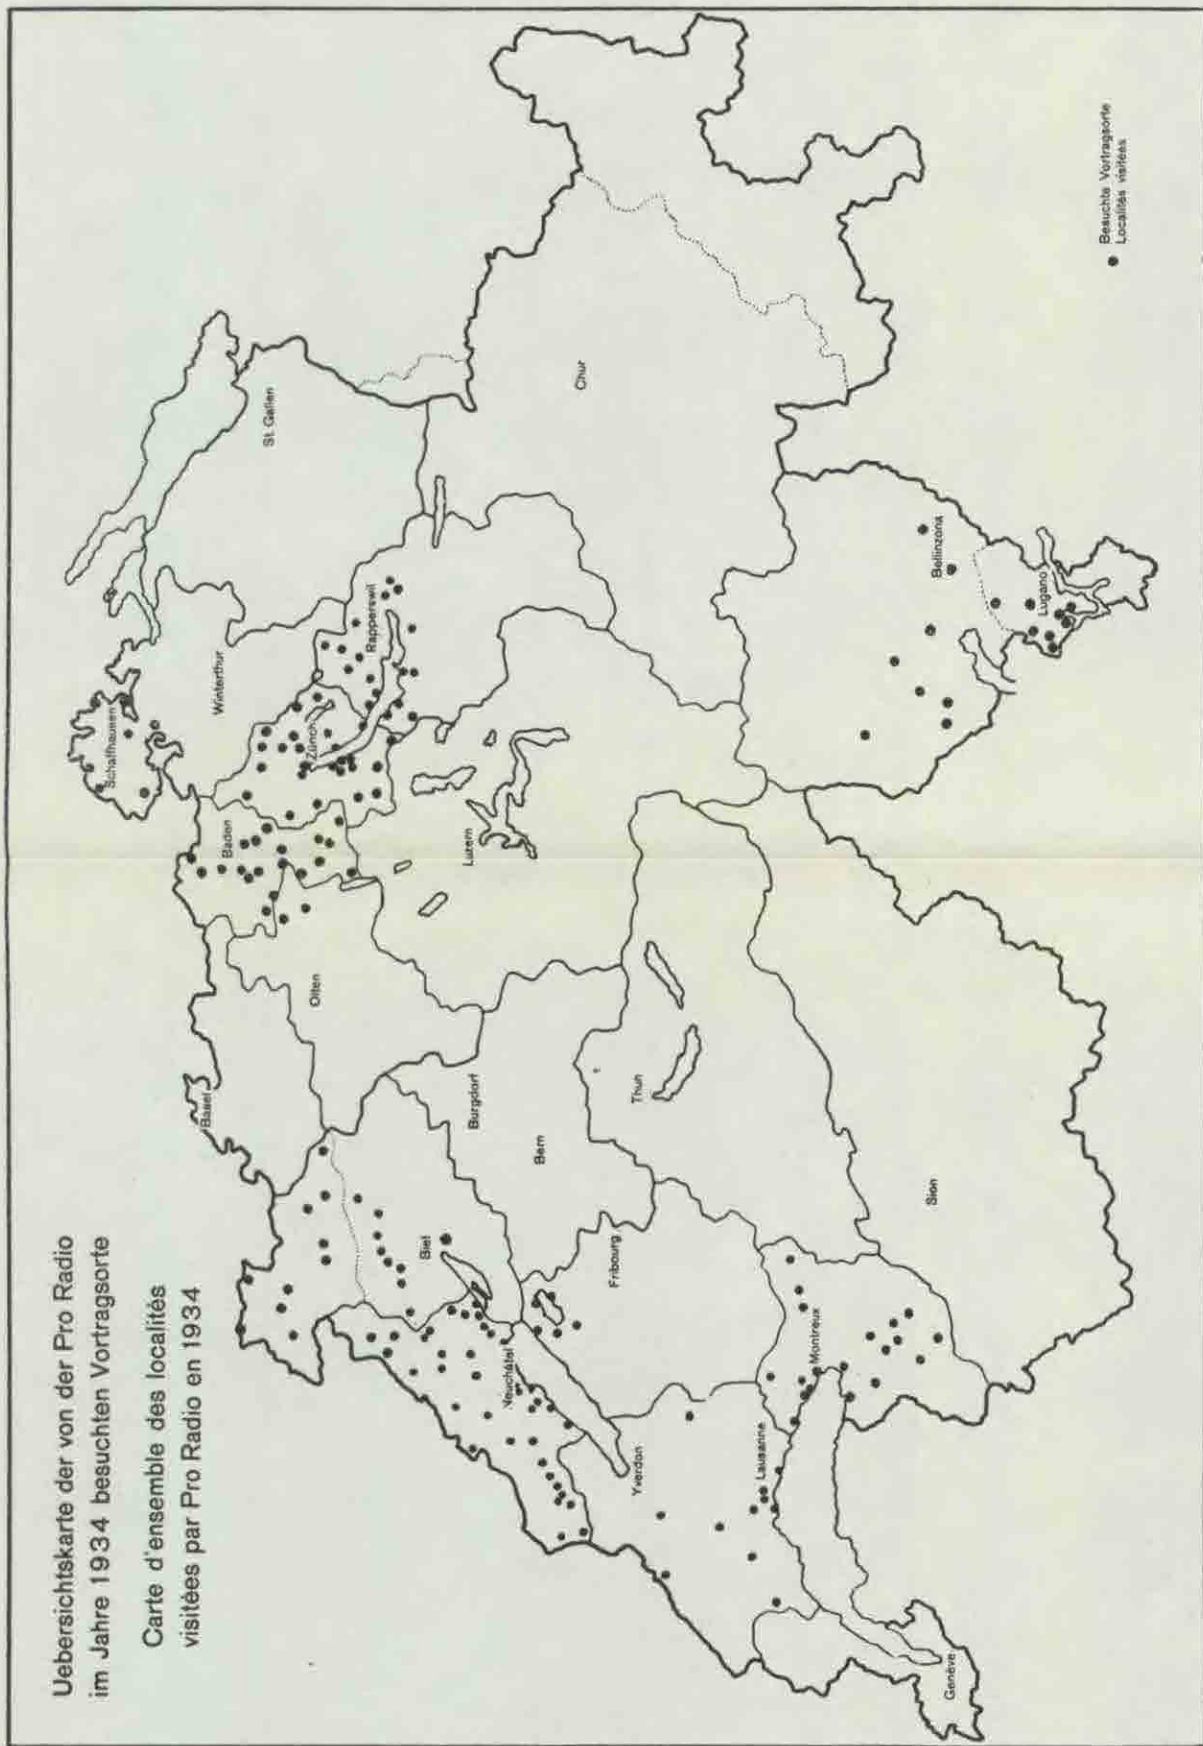 Uebersichtskarte der von der Pro Radio
im Jahre 1934 besuchten Vortragsorte
Carte d'ensemble des localités
visitées par Pro Radio en 1934
Schaffhausen
Basel
Baden
Winterthur
St. Gallen
Zürich
Rapperswil
Olten
Luzern
Burgdorf
Biel
Bern
Neuchâtel
Fribourg
Thun
Chur
Yverdon
Lausanne
Montreux
Sion
Genève
Bellinzona
Lugano
Besuchte Vortragsorte
Localités visitées